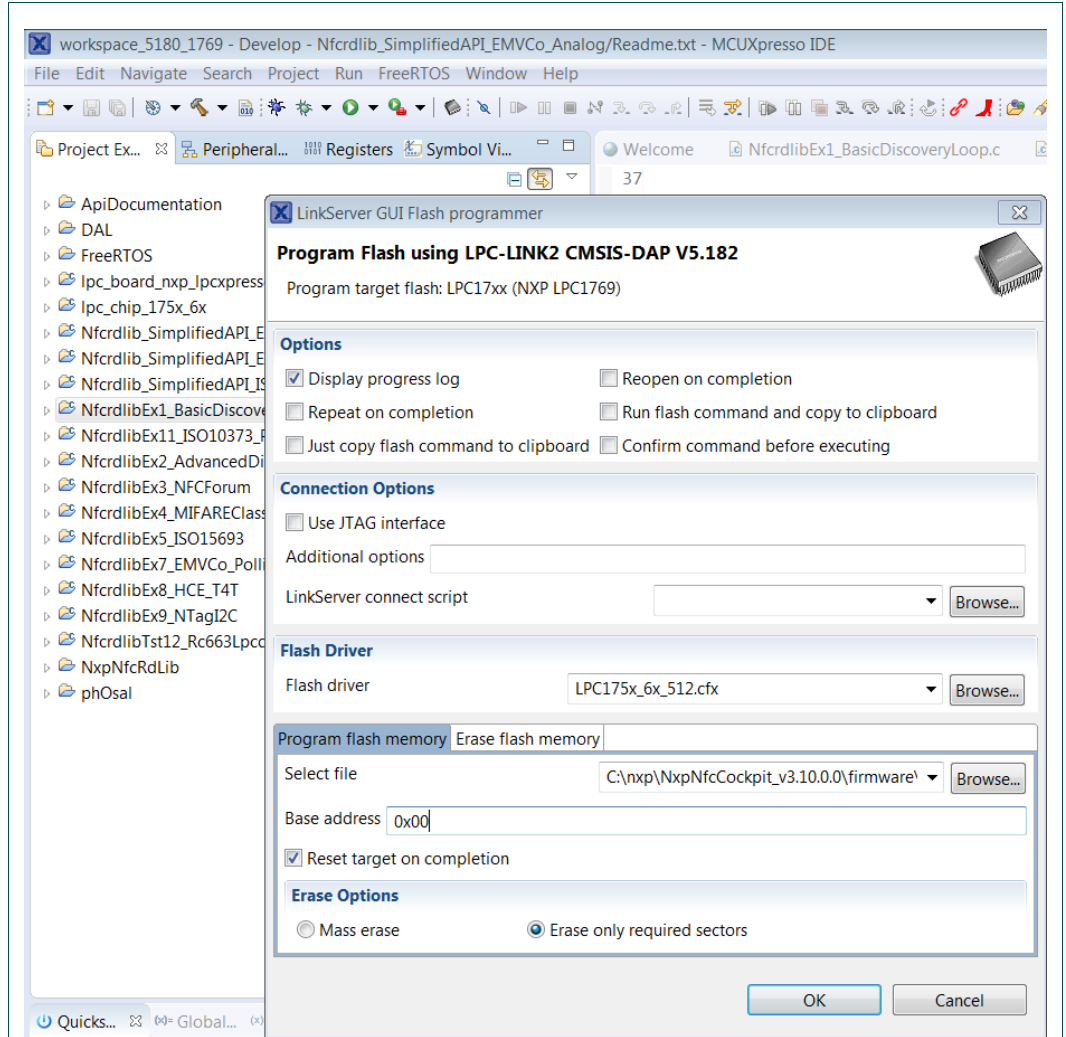 workspace_5180_1769 - Develop - Nfcrdlib_SimplifiedAPI_EMVCo_Analog/Readme.txt - MCUXpresso IDE
File Edit Navigate Search Project Run FreeRTOS Window Help
Project Ex... Peripheral... Registers Symbol Vi... Welcome NfcrdlibEx1_BasicDiscoveryLoop.c
37
ApiDocumentation
DAL
FreeRTOS
lpc_board_nxp_lpcxpress
lpc_chip_175x_6x
Nfcrdlib_SimplifiedAPI_E
Nfcrdlib_SimplifiedAPI_E
Nfcrdlib_SimplifiedAPI_IS
NfcrdlibEx1_BasicDiscove
NfcrdlibEx11_ISO10373_P
NfcrdlibEx2_AdvancedDi
NfcrdlibEx3_NFCForum
NfcrdlibEx4_MIFAREClass
NfcrdlibEx5_ISO15693
NfcrdlibEx7_EMVCo_Polli
NfcrdlibEx8_HCE_T4T
NfcrdlibEx9_NTagI2C
NfcrdlibTst12_Rc663Lpcc
NxpNfcRdLib
phOsal
LinkServer GUI Flash programmer
Program Flash using LPC-LINK2 CMSIS-DAP V5.182
Program target flash: LPC17xx (NXP LPC1769)
Options
Display progress log Reopen on completion
Repeat on completion Run flash command and copy to clipboard
Just copy flash command to clipboard Confirm command before executing
Connection Options
Use JTAG interface
Additional options
LinkServer connect script Browse...
Flash Driver
Flash driver LPC175x_6x_512.cfx Browse...
Program flash memory Erase flash memory
Select file C:\nxp\NxpNfcCockpit_v3.10.0.0\firmware\ Browse...
Base address 0x00
Reset target on completion
Erase Options
Mass erase Erase only required sectors
OK Cancel
Quicks... (x)= Global... (x)